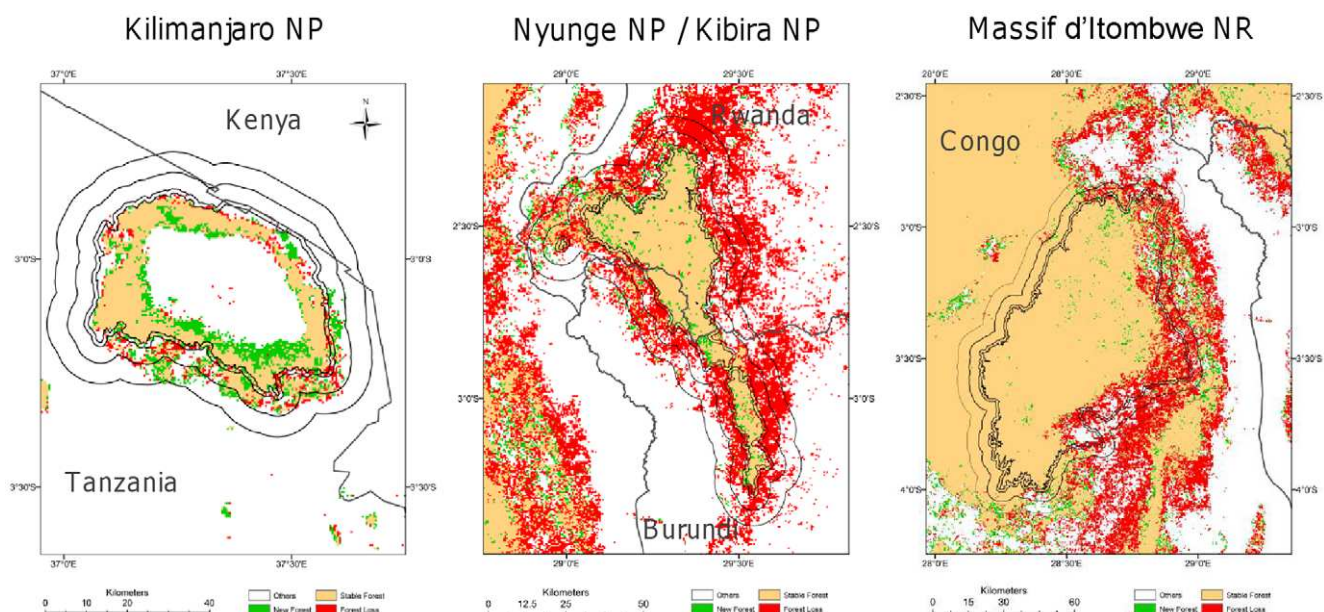 Kilimanjaro NP
37°0'E
37°30'E
Kenya
N
3°0'S
3°0'S
3°30'S
3°30'S
Tanzania
37°0'E
37°30'E
Kilometers
0 10 20 40
Others
Stable Forest
New Forest
Forest Loss
Nyunge NP / Kibira NP
29°0'E
29°30'E
Rwanda
2°30'S
2°30'S
3°0'S
3°0'S
Burundi
29°0'E
29°30'E
Kilometers
0 12.5 25 50
Others
Stable Forest
New Forest
Forest Loss
Massif d'Itombwe NR
28°0'E
28°30'E
29°0'E
2°30'S
2°30'S
Congo
3°0'S
3°0'S
3°30'S
3°30'S
4°0'S
4°0'S
28°0'E
28°30'E
29°0'E
Kilometers
0 15 30 60
Others
Stable Forest
New Forest
Forest Loss